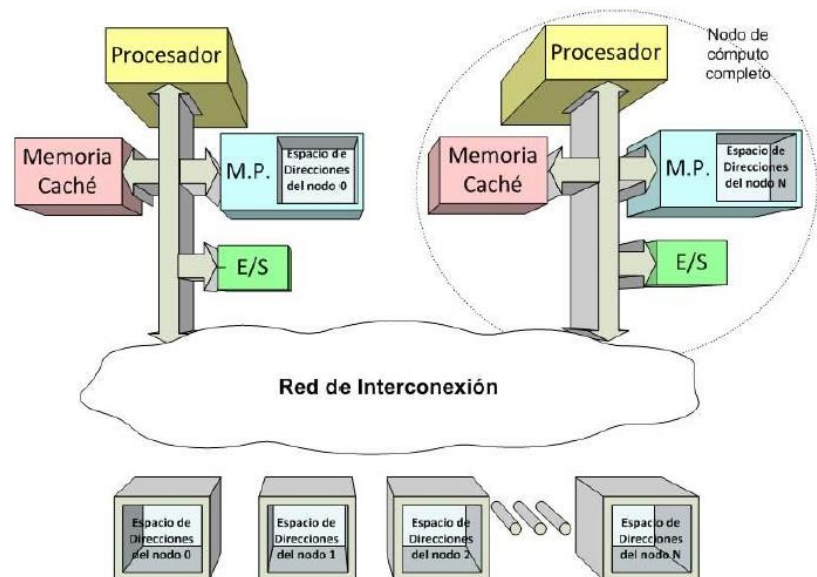 Procesador
Memoria
Caché
M.P.
Espacio de
Direcciones
del nodo 0
E/S
Procesador
Nodo de
cómputo
completo
Memoria
Caché
M.P.
Espacio de
Direcciones
del nodo N
E/S
Red de Interconexión
Espacio de
Direcciones
del nodo 0
Espacio de
Direcciones
del nodo 1
Espacio de
Direcciones
del nodo 2
Espacio de
Direcciones
del nodo N